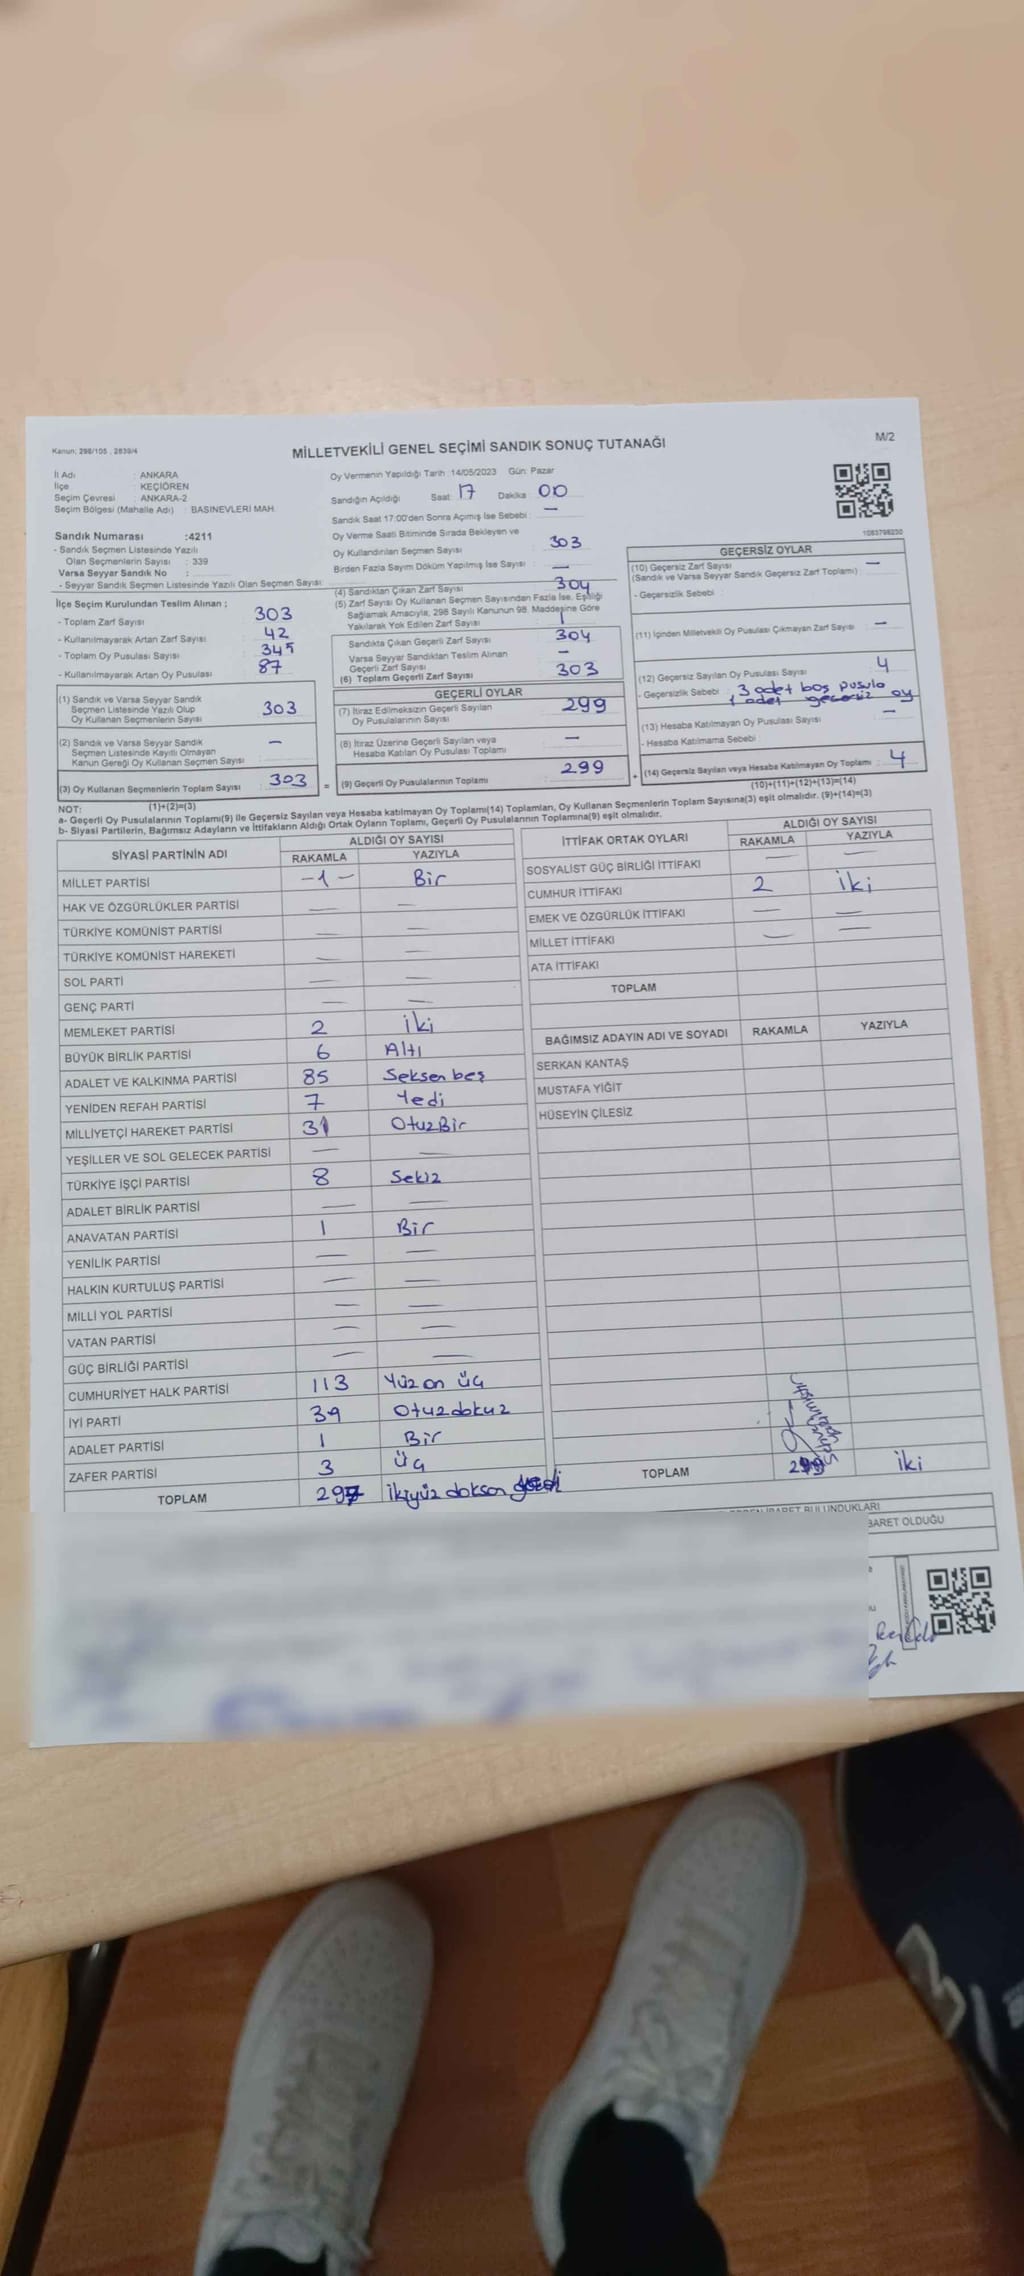 Kanun: 298/105 , 2839/4
MİLLETVEKİLİ GENEL SEÇİMİ SANDIK SONUÇ TUTANAĞI
M/2
İl Adı : ANKARA
İlçe : KEÇİÖREN
Seçim Çevresi : ANKARA-2
Seçim Bölgesi (Mahalle Adı) : BASINEVLERİ MAH.
Sandık Numarası :4211
- Sandık Seçmen Listesinde Yazılı
Olan Seçmenlerin Sayısı : 339
Varsa Seyyar Sandık No :
- Seyyar Sandık Seçmen Listesinde Yazılı Olan Seçmen Sayısı:
Oy Vermenin Yapıldığı Tarih :14/05/2023 Gün: Pazar
Sandığın Açıldığı Saat: 17 Dakika : 00
Sandık Saat 17:00'den Sonra Açımış İse Sebebi : —
Oy Verme Saati Bitiminde Sırada Bekleyen ve
Oy Kullandırılan Seçmen Sayısı 303
Birden Fazla Sayım Döküm Yapılmış İse Sayısı —
1083798230
İlçe Seçim Kurulundan Teslim Alınan ;
- Toplam Zarf Sayısı 303
- Kullanılmayarak Artan Zarf Sayısı 42
- Toplam Oy Pusulası Sayısı 345
- Kullanılmayarak Artan Oy Pusulası 87
(1) Sandık ve Varsa Seyyar Sandık
Seçmen Listesinde Yazılı Olup
Oy Kullanan Seçmenlerin Sayısı 303
(2) Sandık ve Varsa Seyyar Sandık
Seçmen Listesinde Kayıtlı Olmayan
Kanun Gereği Oy Kullanan Seçmen Sayısı —
(3) Oy Kullanan Seçmenlerin Toplam Sayısı : 303 =
(1)+(2)=(3)
(4) Sandıktan Çıkan Zarf Sayısı 304
(5) Zarf Sayısı Oy Kullanan Seçmen Sayısından Fazla İse, Eşitliği
Sağlamak Amacıyla, 298 Sayılı Kanunun 98. Maddesine Göre
Yakılarak Yok Edilen Zarf Sayısı 1
Sandıkta Çıkan Geçerli Zarf Sayısı 304
Varsa Seyyar Sandıktan Teslim Alınan
Geçerli Zarf Sayısı —
(6) Toplam Geçerli Zarf Sayısı 303
GEÇERLİ OYLAR
(7) İtiraz Edilmeksizin Geçerli Sayılan
Oy Pusulalarının Sayısı 299
(8) İtiraz Üzerine Geçerli Sayılan veya
Hesaba Katılan Oy Pusulası Toplamı —
(9) Geçerli Oy Pusulalarının Toplamı 299 +
GEÇERSİZ OYLAR
(10) Geçersiz Zarf Sayısı —
(Sandık ve Varsa Seyyar Sandık Geçersiz Zarf Toplamı) :
- Geçersizlik Sebebi :
(11) İçinden Milletvekili Oy Pusulası Çıkmayan Zarf Sayısı : —
(12) Geçersiz Sayılan Oy Pusulası Sayısı : 4
- Geçersizlik Sebebi : 3 adet boş pusula
1 adet geçersiz oy
(13) Hesaba Katılmayan Oy Pusulası Sayısı : —
- Hesaba Katılmama Sebebi :
(14) Geçersiz Sayılan veya Hesaba Katılmayan Oy Toplamı : 4
(10)+(11)+(12)+(13)=(14)
NOT:
a- Geçerli Oy Pusulaları Toplamı(9) ile Geçersiz Sayılan veya Hesaba katılmayan Oy Toplamı(14) Toplamları, Oy Kullanan Seçmenlerin Toplam Sayısına(3) eşit olmalıdır. (9)+(14)=(3)
b- Siyasi Partilerin, Bağımsız Adayların ve İttifakların Aldığı Ortak Oyların Toplamı, Geçerli Oy Pusulalarının Toplamına(9) eşit olmalıdır.
SİYASİ PARTİNİN ADI ALDIĞI OY SAYISI
RAKAMLA YAZIYLA
MİLLET PARTİSİ -1- Bir
HAK VE ÖZGÜRLÜKLER PARTİSİ — —
TÜRKİYE KOMÜNİST PARTİSİ — —
TÜRKİYE KOMÜNİST HAREKETİ — —
SOL PARTİ — —
GENÇ PARTİ — —
MEMLEKET PARTİSİ 2 iki
BÜYÜK BİRLİK PARTİSİ 6 Altı
ADALET VE KALKINMA PARTİSİ 85 Seksen beş
YENİDEN REFAH PARTİSİ 7 Yedi
MİLLİYETÇİ HAREKET PARTİSİ 31 OtuzBir
YEŞİLLER VE SOL GELECEK PARTİSİ — —
TÜRKİYE İŞÇİ PARTİSİ 8 Sekiz
ADALET BİRLİK PARTİSİ — —
ANAVATAN PARTİSİ 1 Bir
YENİLİK PARTİSİ — —
HALKIN KURTULUŞ PARTİSİ — —
MİLLİ YOL PARTİSİ — —
VATAN PARTİSİ — —
GÜÇ BİRLİĞİ PARTİSİ — —
CUMHURİYET HALK PARTİSİ 113 Yüz on üç
İYİ PARTİ 39 Otuz dokuz
ADALET PARTİSİ 1 Bir
ZAFER PARTİSİ 3 üç
TOPLAM 297 ikiyüz doksan yedi
İTTİFAK ORTAK OYLARI ALDIĞI OY SAYISI
RAKAMLA YAZIYLA
SOSYALİST GÜÇ BİRLİĞİ İTTİFAKI — —
CUMHUR İTTİFAKI 2 iki
EMEK VE ÖZGÜRLÜK İTTİFAKI — —
MİLLET İTTİFAKI — —
ATA İTTİFAKI
TOPLAM
BAĞIMSIZ ADAYIN ADI VE SOYADI RAKAMLA YAZIYLA
SERKAN KANTAŞ
MUSTAFA YİĞİT
HÜSEYİN ÇİLESİZ
TOPLAM iki
BARET OLDUĞU